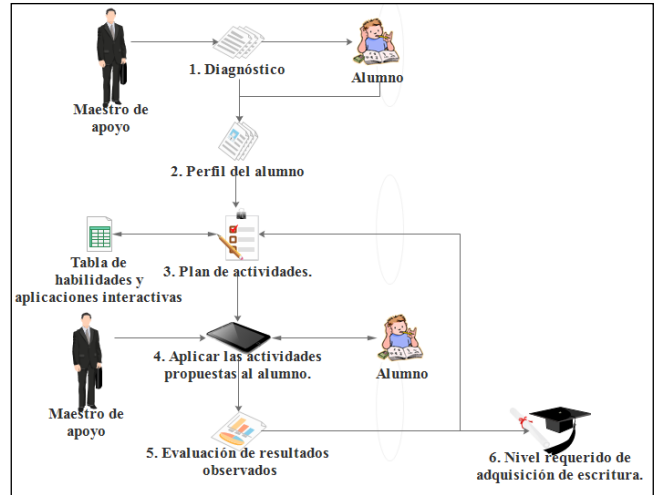 1. Diagnóstico
Alumno
Maestro de
apoyo
2. Perfil del alumno
Tabla de
habilidades y
aplicaciones interactivas
3. Plan de actividades.
4. Aplicar las actividades
propuestas al alumno.
Alumno
Maestro de
apoyo
5. Evaluación de resultados
observados
6. Nivel requerido de
adquisición de escritura.